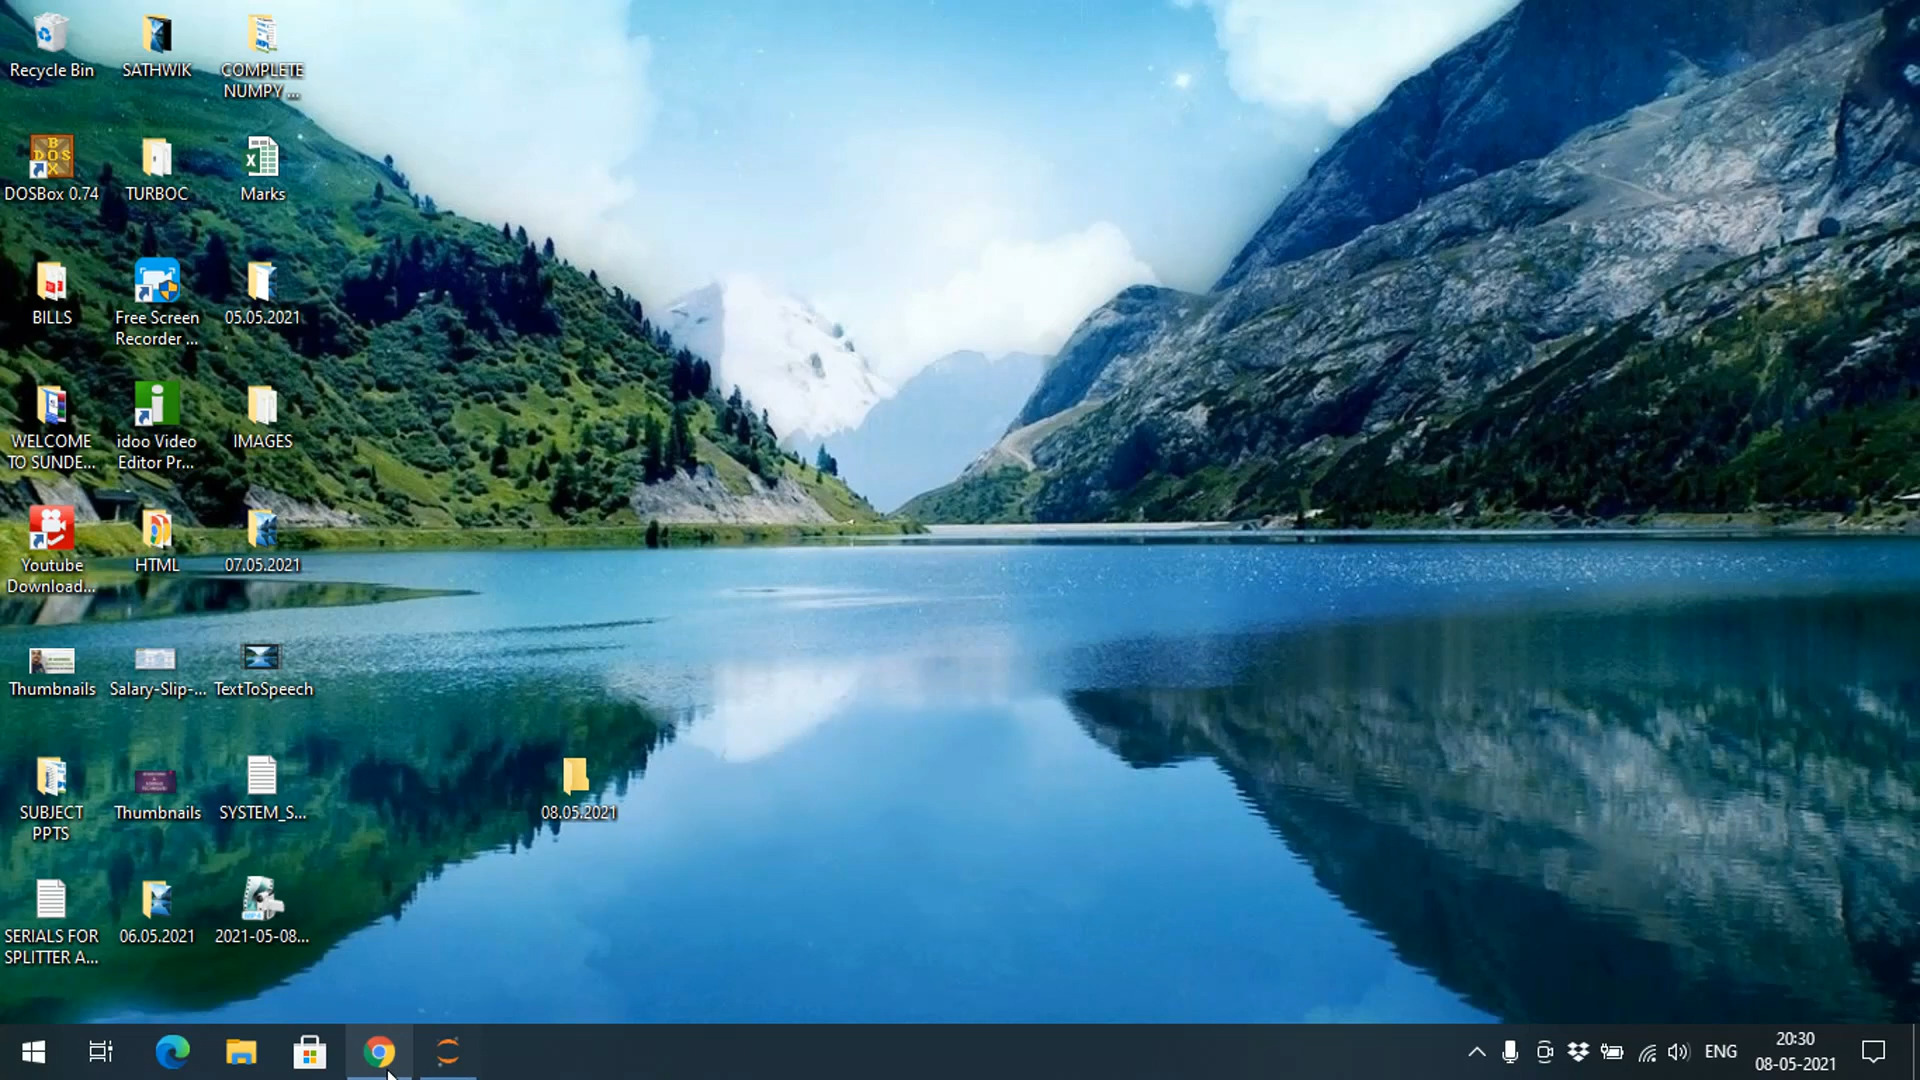 Recycle Bin
SATHWIK
COMPLETE
NUMPY ...
DOSBox 0.74
TURBOC
Marks
BILLS
Free Screen
Recorder ...
05.05.2021
WELCOME
TO SUNDE...
idoo Video
Editor Pr...
IMAGES
Youtube
Download...
HTML
07.05.2021
Thumbnails
Salary-Slip-...
TextToSpeech
SUBJECT
PPTS
Thumbnails
SYSTEM_S...
08.05.2021
SERIALS FOR
SPLITTER A...
06.05.2021
2021-05-08...
ENG
20:30
08-05-2021